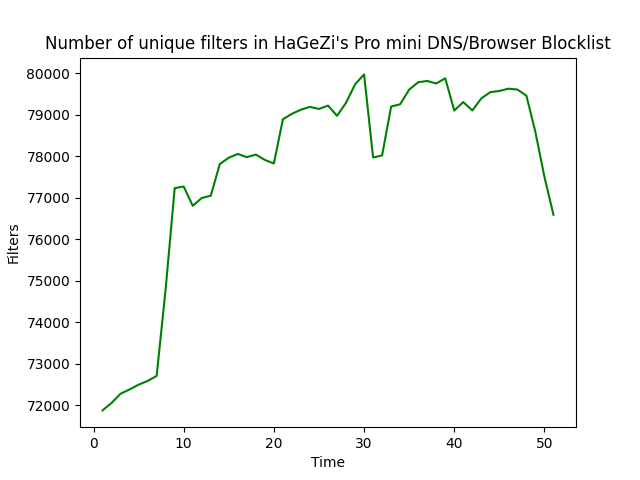 Number of unique filters in HaGeZi's Pro mini DNS/Browser Blocklist
80000
79000
78000
77000
76000
75000
74000
73000
72000
Filters
0 10 20 30 40 50
Time